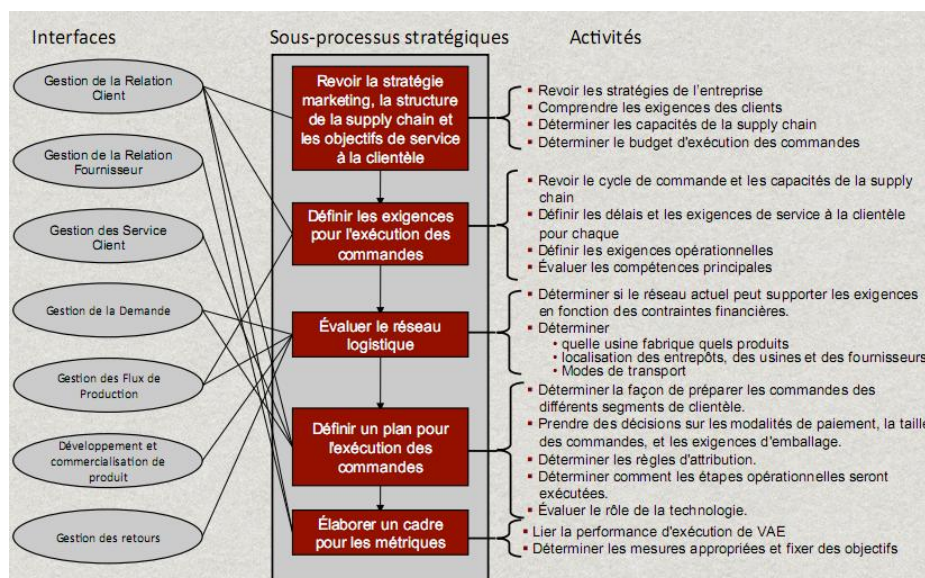 Interfaces
Sous-processus stratégiques
Activités
Gestion de la Relation
Client
Gestion de la Relation
Fournisseur
Gestion des Service
Client
Gestion de la Demande
Gestion des Flux de
Production
Développement et
commercialisation de
produit
Gestion des retours
Revoir la stratégie
marketing, la structure
de la supply chain et
les objectifs de service
à la clientèle
Définir les exigences
pour l'exécution des
commandes
Évaluer le réseau
logistique
Définir un plan pour
l'exécution des
commandes
Élaborer un cadre
pour les métriques
▪ Revoir les stratégies de l'entreprise
▪ Comprendre les exigences des clients
▪ Déterminer les capacités de la supply chain
▪ Déterminer le budget d'exécution des commandes
▪ Revoir le cycle de commande et les capacités de la supply
chain
▪ Définir les délais et les exigences de service à la clientèle
pour chaque
▪ Définir les exigences opérationnelles
▪ Évaluer les compétences principales
▪ Déterminer si le réseau actuel peut supporter les exigences
en fonction des contraintes financières.
▪ Déterminer
• quelle usine fabrique quels produits
• localisation des entrepôts, des usines et des fournisseurs
• Modes de transport
▪ Déterminer la façon de préparer les commandes des
différents segments de clientèle.
▪ Prendre des décisions sur les modalités de paiement, la taille
des commandes, et les exigences d'emballage.
▪ Déterminer les règles d'attribution.
▪ Déterminer comment les étapes opérationnelles seront
exécutées.
▪ Évaluer le rôle de la technologie.
▪ Lier la performance d'exécution de VAE
▪ Déterminer les mesures appropriées et fixer des objectifs